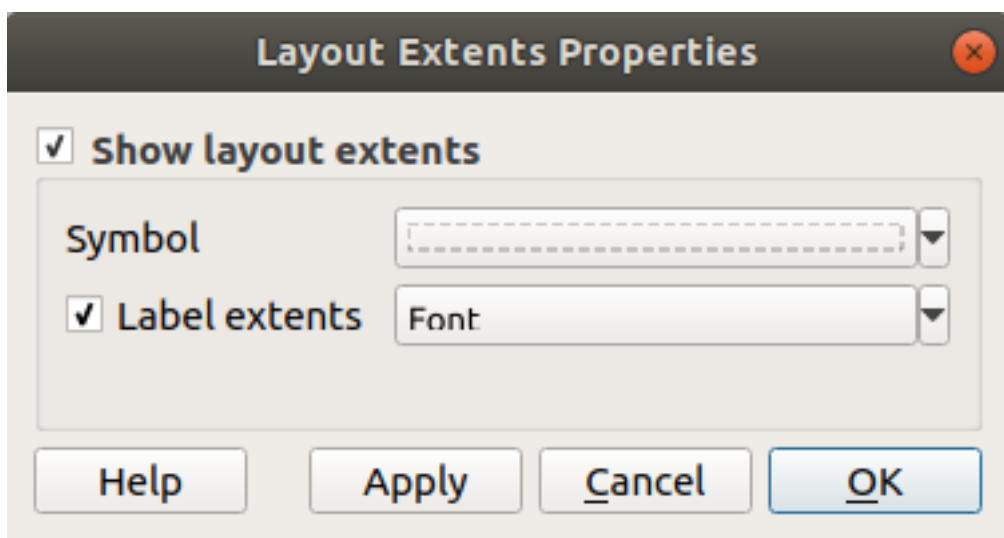 Layout Extents Properties
Show layout extents
Symbol
Label extents Font
Help Apply Cancel OK